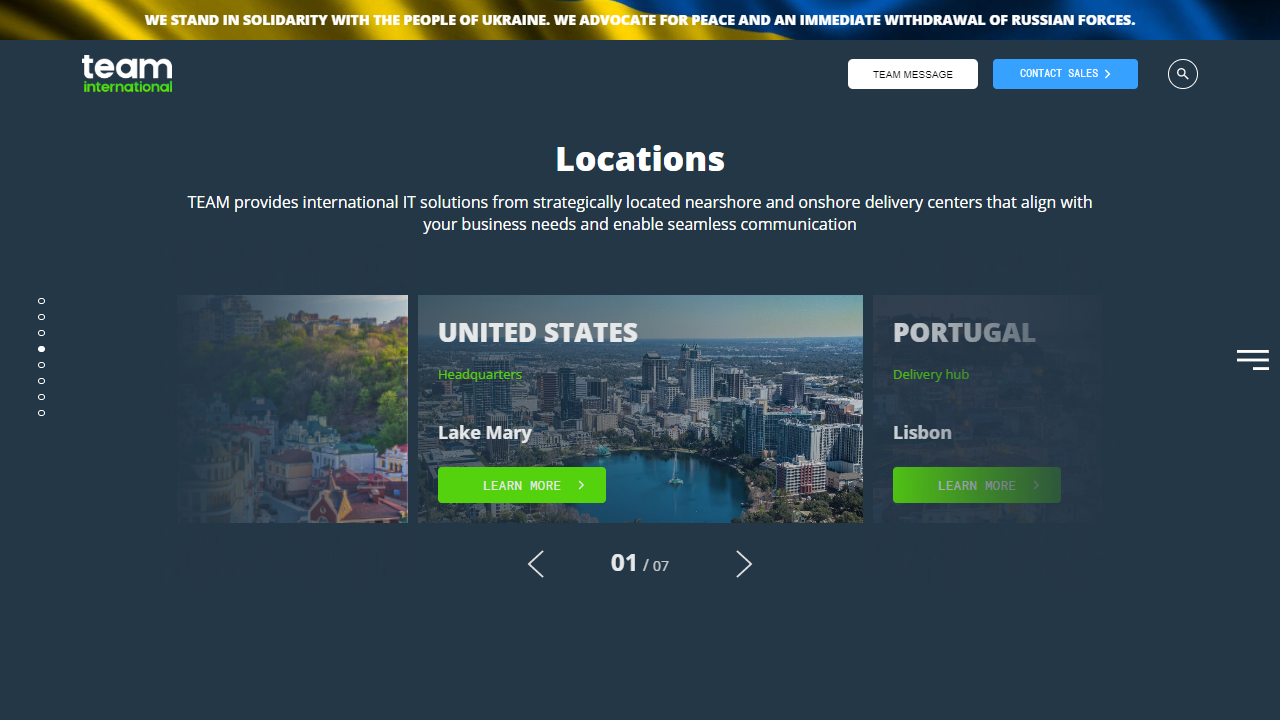 WE STAND IN SOLIDARITY WITH THE PEOPLE OF UKRAINE. WE ADVOCATE FOR PEACE AND AN IMMEDIATE WITHDRAWAL OF RUSSIAN FORCES.
team
international
TEAM MESSAGE
CONTACT SALES
Locations
TEAM provides international IT solutions from strategically located nearshore and onshore delivery centers that align with
your business needs and enable seamless communication
UNITED STATES
Headquarters
Lake Mary
LEARN MORE
PORTUGAL
Delivery hub
Lisbon
LEARN MORE
01 / 07